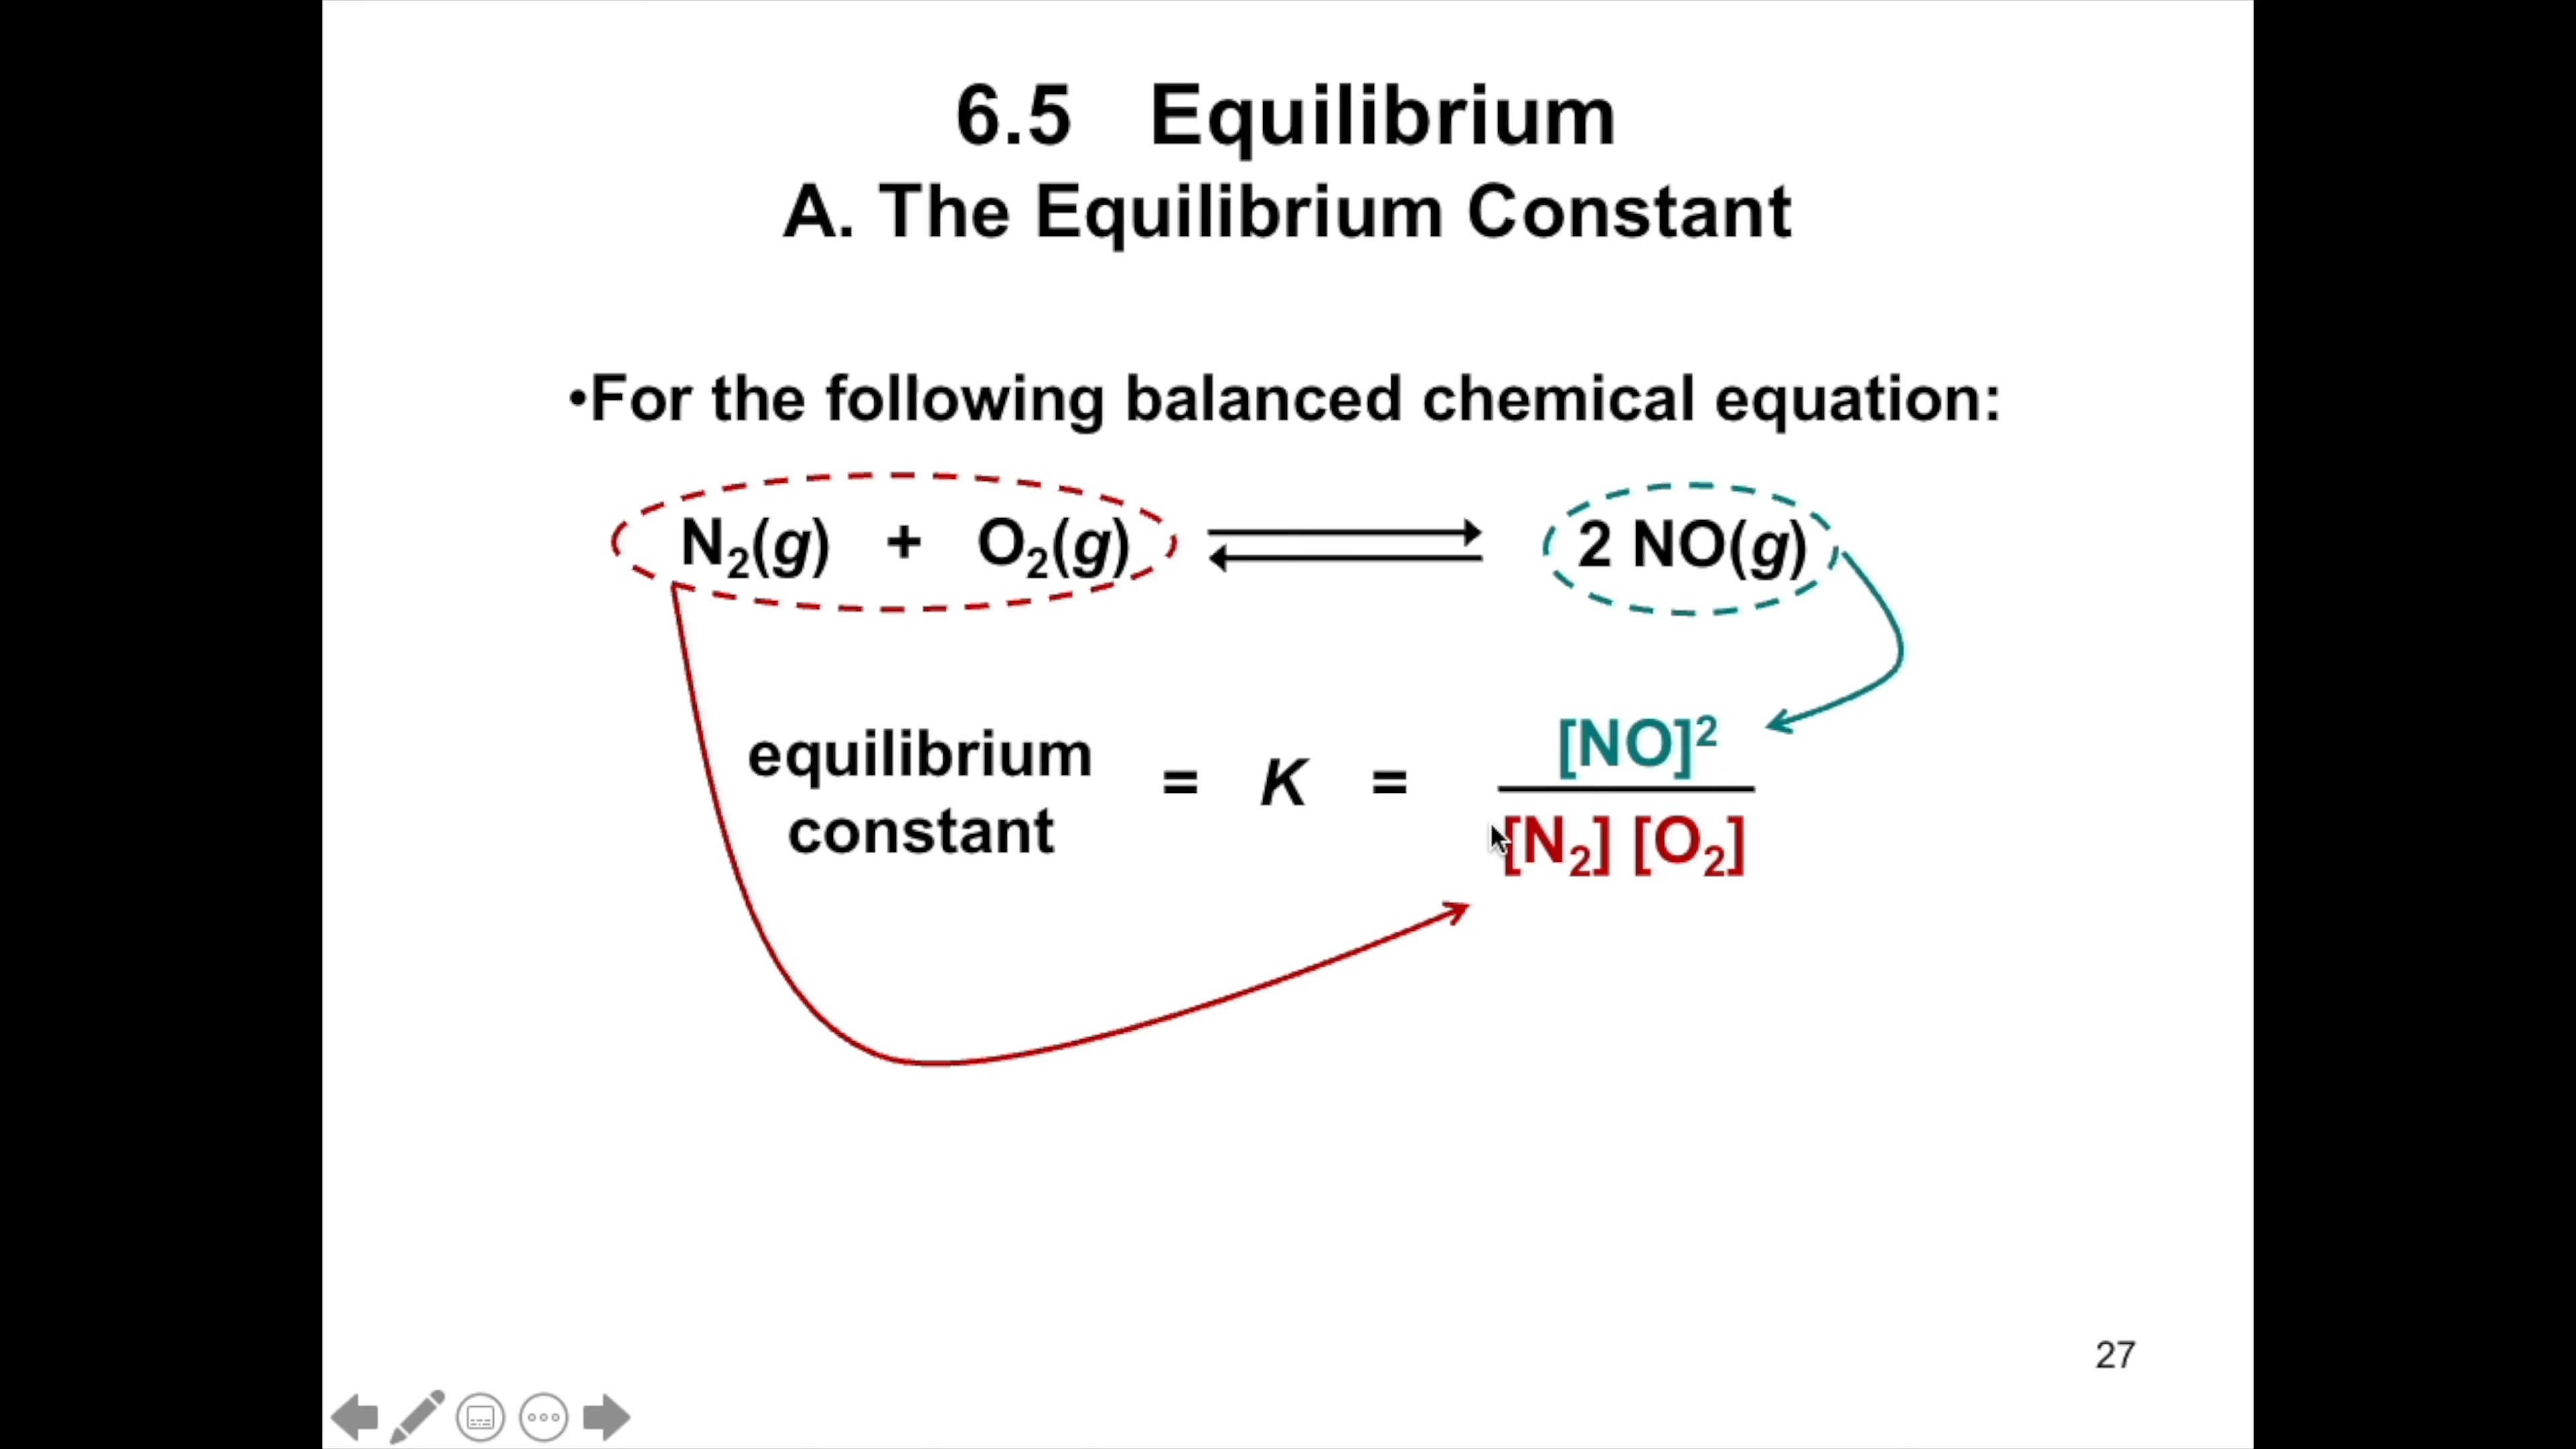 6.5 Equilibrium
A. The Equilibrium Constant
•For the following balanced chemical equation:
N₂(g) + O₂(g) ⇌ 2 NO(g)
equilibrium
constant
= K =
[NO]²
[N₂] [O₂]
27